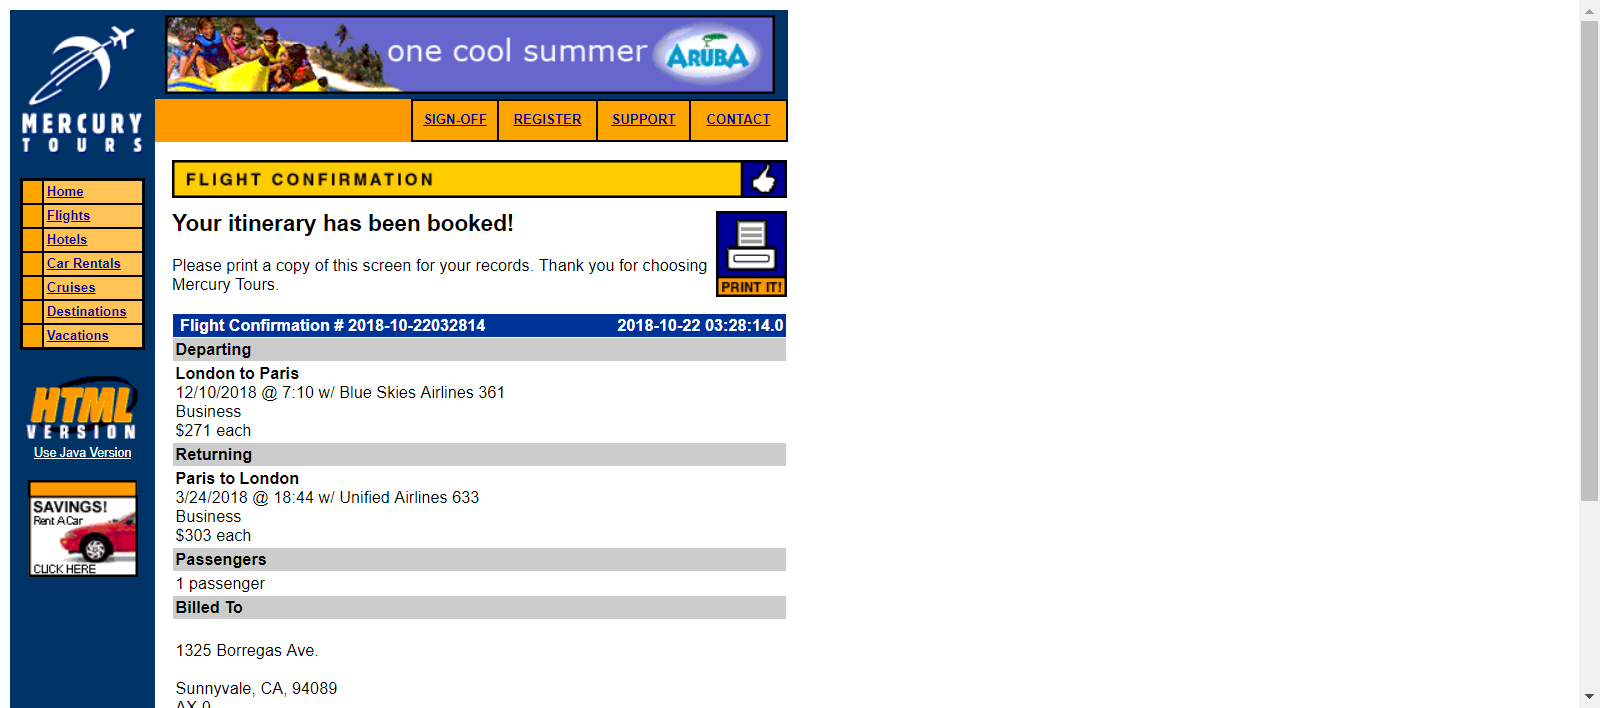 one cool summer ARUBA
MERCURY
TOURS
SIGN-OFF REGISTER SUPPORT CONTACT
FLIGHT CONFIRMATION
Home
Flights
Hotels
Car Rentals
Cruises
Destinations
Vacations
HTML
VERSION
Use Java Version
SAVINGS!
Rent A Car
CLICK HERE
Your itinerary has been booked!
Please print a copy of this screen for your records. Thank you for choosing
Mercury Tours.
PRINT IT!
Flight Confirmation # 2018-10-22032814 2018-10-22 03:28:14.0
Departing
London to Paris
12/10/2018 @ 7:10 w/ Blue Skies Airlines 361
Business
$271 each
Returning
Paris to London
3/24/2018 @ 18:44 w/ Unified Airlines 633
Business
$303 each
Passengers
1 passenger
Billed To
1325 Borregas Ave.
Sunnyvale, CA, 94089
AX 0